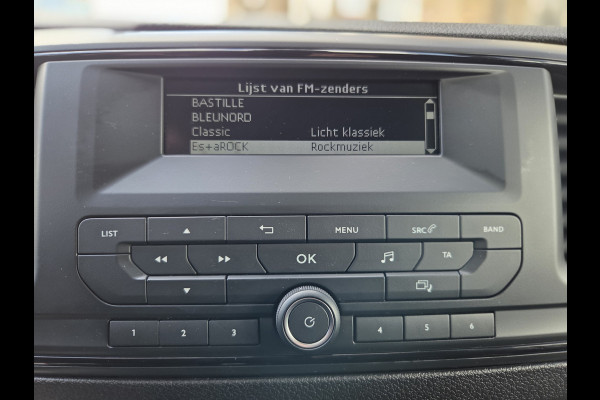 Lijst van FM-zenders
BASTILLE
BLEUNORD
Classic Licht klassiek
Es+aROCK Rockmuziek
LIST MENU SRC BAND
OK TA
1 2 3 4 5 6